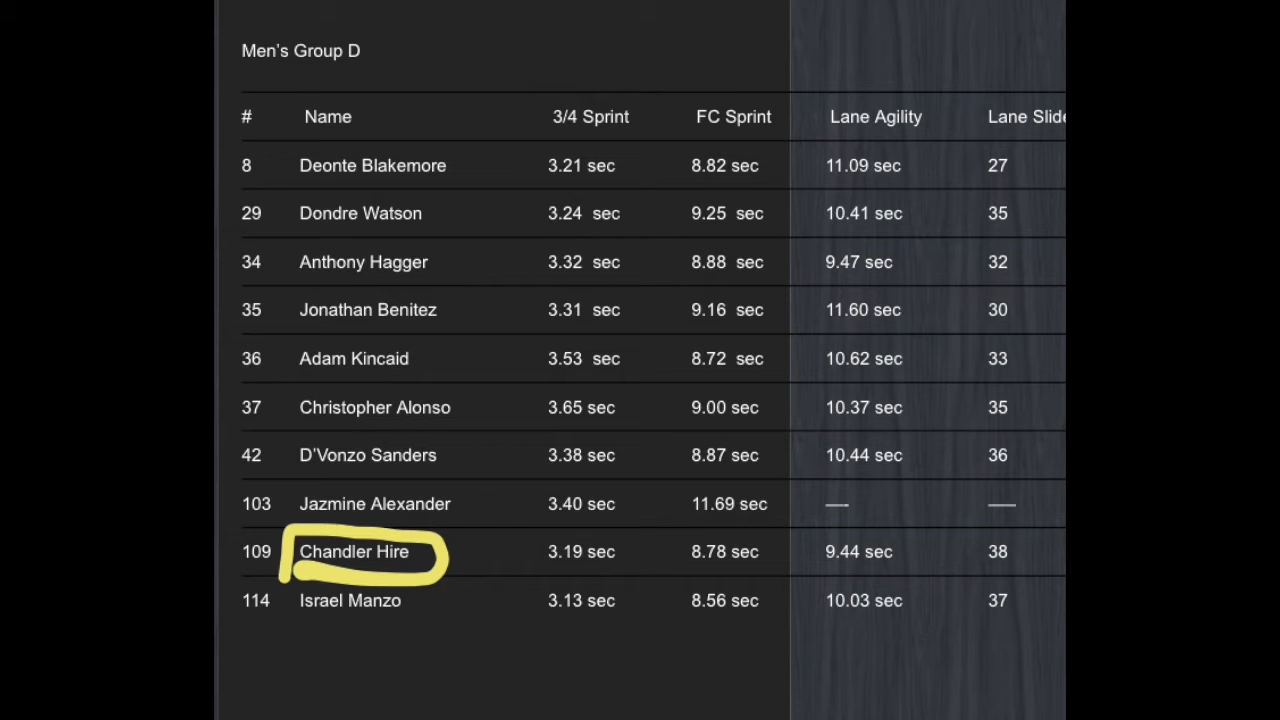 Men's Group D
# Name 3/4 Sprint FC Sprint Lane Agility Lane Slide
8 Deonte Blakemore 3.21 sec 8.82 sec 11.09 sec 27
29 Dondre Watson 3.24 sec 9.25 sec 10.41 sec 35
34 Anthony Hagger 3.32 sec 8.88 sec 9.47 sec 32
35 Jonathan Benitez 3.31 sec 9.16 sec 11.60 sec 30
36 Adam Kincaid 3.53 sec 8.72 sec 10.62 sec 33
37 Christopher Alonso 3.65 sec 9.00 sec 10.37 sec 35
42 D'Vonzo Sanders 3.38 sec 8.87 sec 10.44 sec 36
103 Jazmine Alexander 3.40 sec 11.69 sec — —
109 Chandler Hire 3.19 sec 8.78 sec 9.44 sec 38
114 Israel Manzo 3.13 sec 8.56 sec 10.03 sec 37